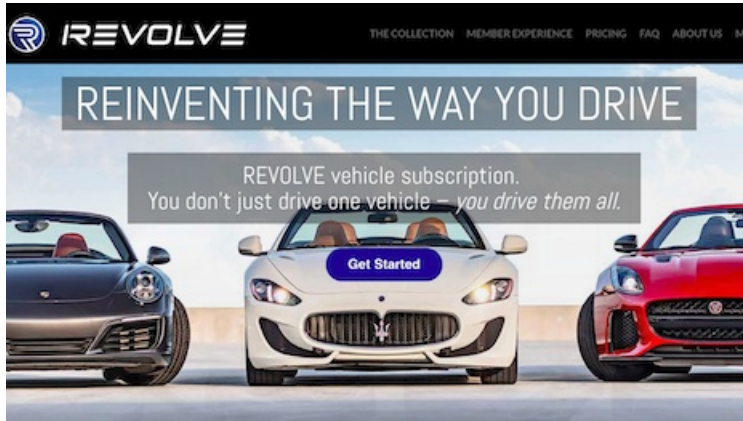 REVOLVE
THE COLLECTION MEMBER EXPERIENCE PRICING FAQ ABOUT US
REINVENTING THE WAY YOU DRIVE
REVOLVE vehicle subscription.
You don't just drive one vehicle – you drive them all.
Get Started